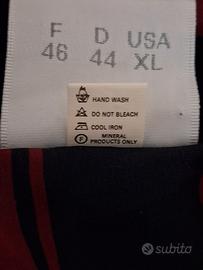 F D USA
46 44 XL
HAND WASH
DO NOT BLEACH
COOL IRON
F MINERAL
PRODUCTS ONLY
subito